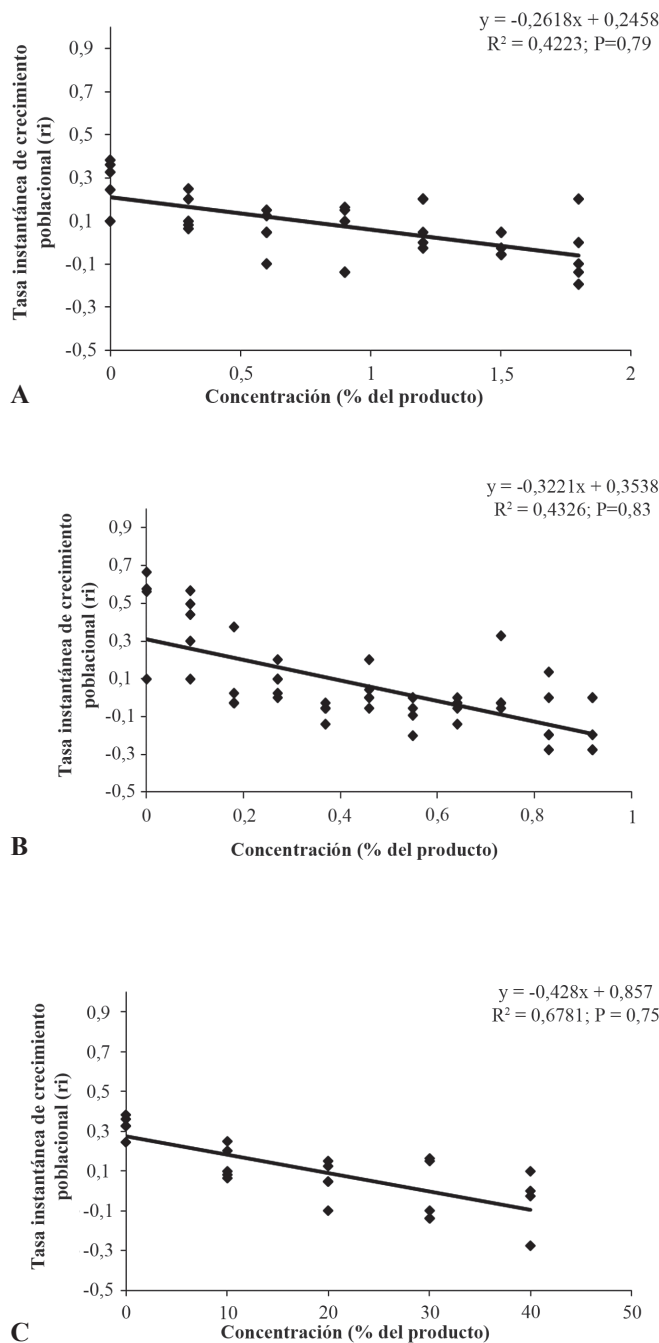 y = -0,2618x + 0,2458
R² = 0,4223; P=0,79
Tasa instantánea de crecimiento
poblacional (ri)
0,9
0,7
0,5
0,3
0,1
-0,1
-0,3
-0,5
0 0,5 1 1,5 2
Concentración (% del producto)
A
y = -0,3221x + 0,3538
R² = 0,4326; P=0,83
Tasa instantánea de crecimiento
poblacional (ri)
0,9
0,7
0,5
0,3
0,1
-0,1
-0,3
-0,5
0 0,2 0,4 0,6 0,8 1
Concentración (% del producto)
B
y = -0,428x + 0,857
R² = 0,6781; P = 0,75
Tasa instantánea de crecimiento
poblacional (ri)
0,9
0,7
0,5
0,3
0,1
-0,1
-0,3
-0,5
0 10 20 30 40 50
Concentración (% del producto)
C